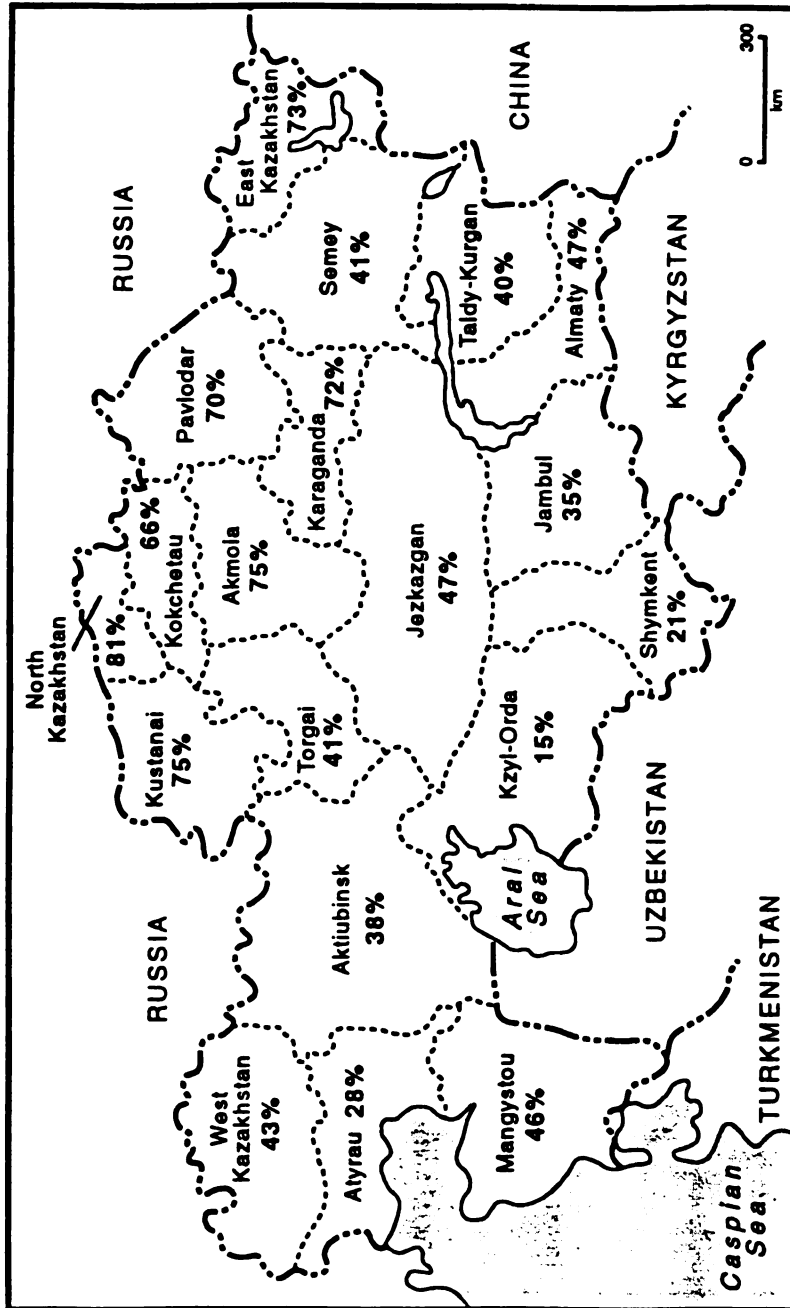 RUSSIA
RUSSIA
North
Kazakhstan
81%
Kustanai
75%
66%
Kokchetau
Pavlodar
70%
East
Kazakhstan
73%
West
Kazakhstan
43%
Aktiubinsk
38%
Torgai
41%
Akmola
75%
Karaganda
72%
Semey
41%
Atyrau 28%
Jezkazgan
47%
Taldy-Kurgan
40%
CHINA
Mangystou
46%
Aral
Sea
Kzyl-Orda
15%
Jambul
35%
Almaty 47%
Shymkent
21%
UZBEKISTAN
KYRGYZSTAN
Caspian
Sea
TURKMENISTAN
0
300
km